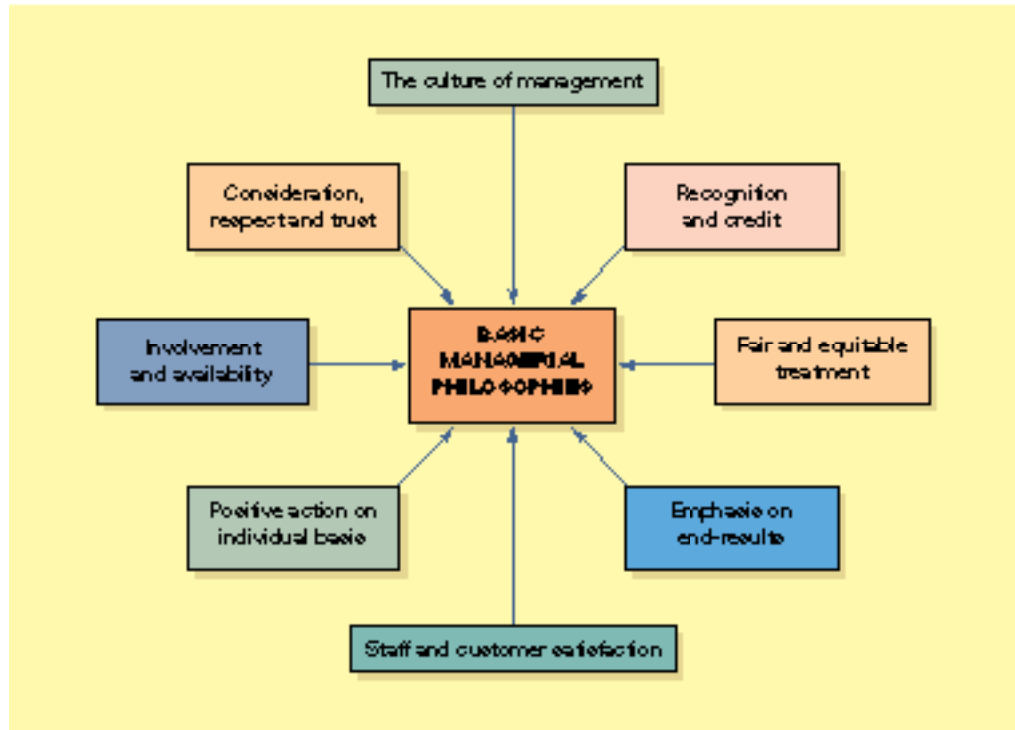 The culture of management
Consideration,
respect and trust
Recognition
and credit
Involvement
and availability
BASIC
MANAGERIAL
PHILOSOPHIES
Fair and equitable
treatment
Positive action on
individual basis
Emphasis on
end-results
Staff and customer satisfaction